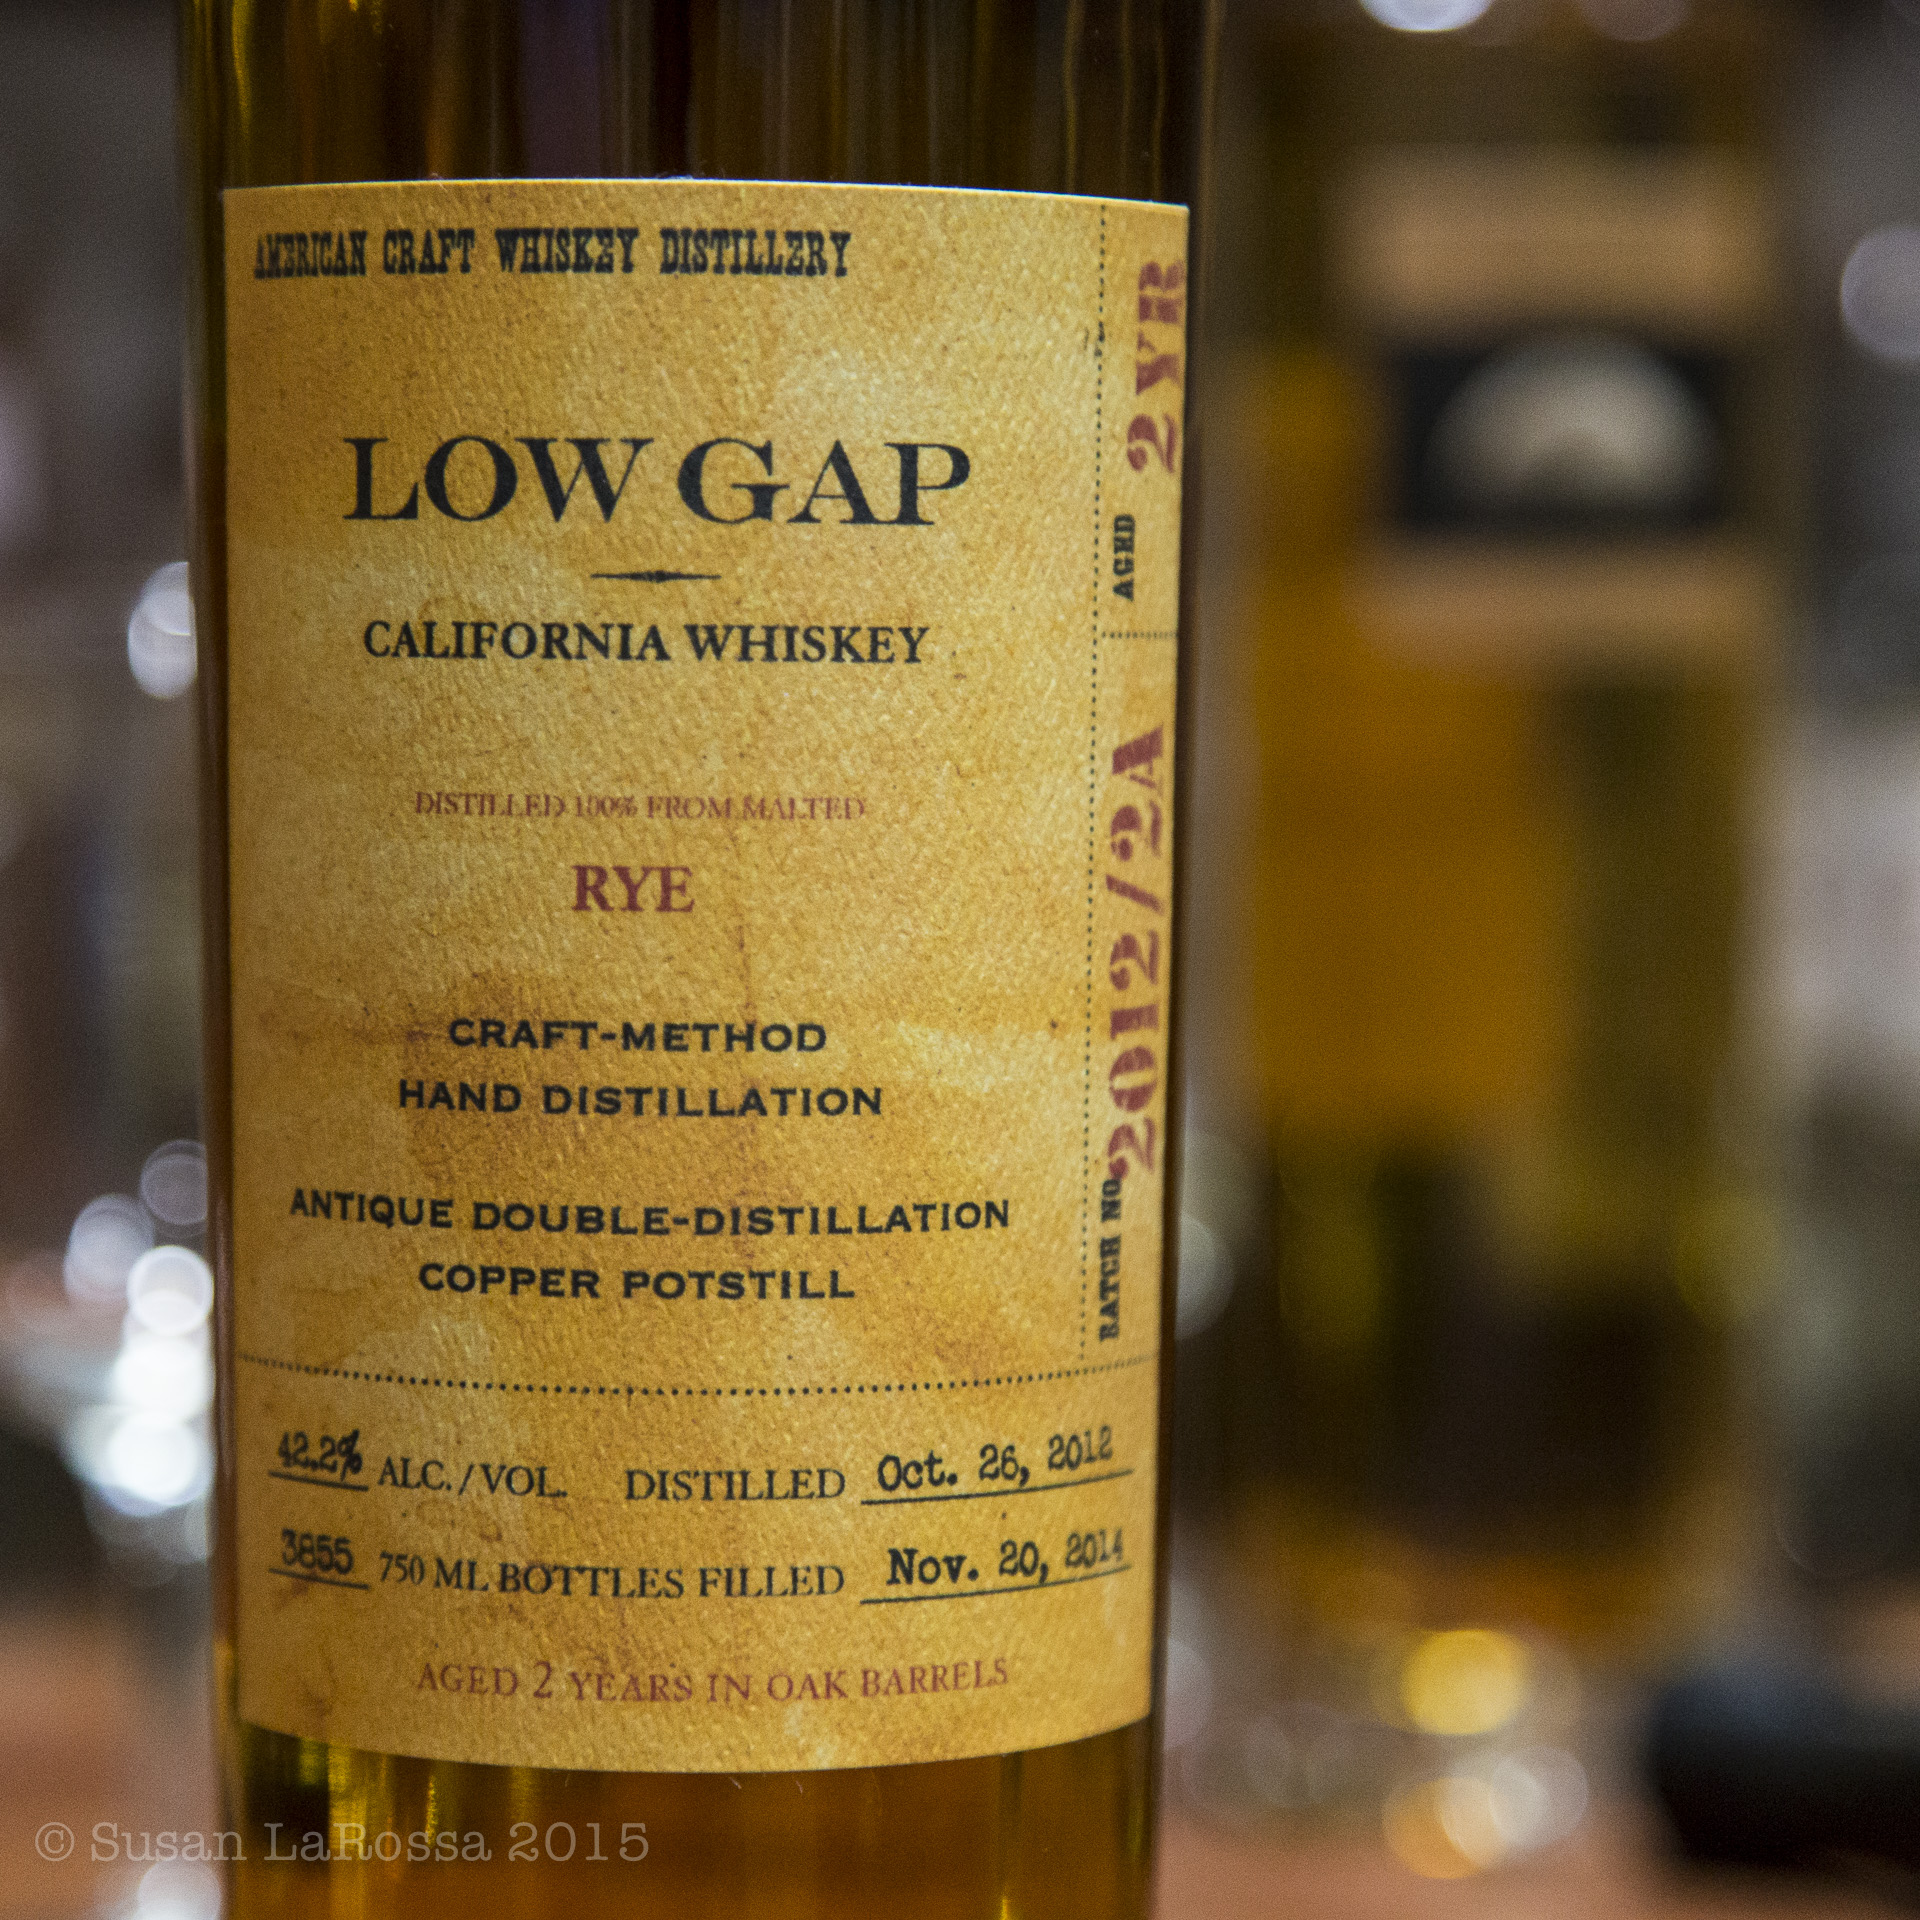 AMERICAN CRAFT WHISKEY DISTILLERY
LOW GAP
CALIFORNIA WHISKEY
DISTILLED 100% FROM MALTED
RYE
CRAFT-METHOD
HAND DISTILLATION
ANTIQUE DOUBLE-DISTILLATION
COPPER POTSTILL
BATCH NO. 2012/2A
AGED 2YR
42.2% ALC./VOL. DISTILLED Oct. 26, 2012
3855 750 ML BOTTLES FILLED Nov. 20, 2014
AGED 2 YEARS IN OAK BARRELS
© Susan LaRossa 2015